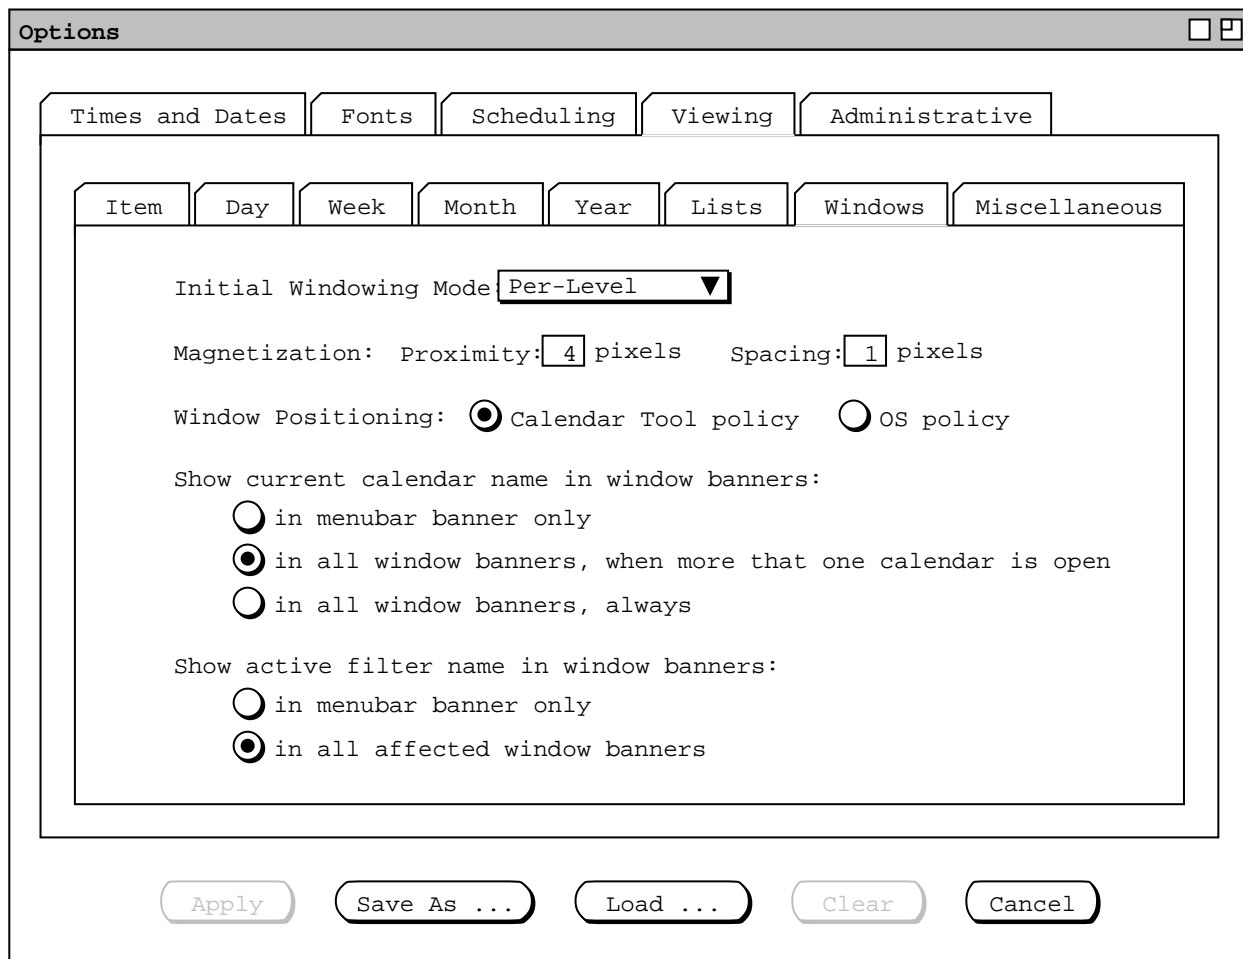 Options
Times and Dates Fonts Scheduling Viewing Administrative
Item Day Week Month Year Lists Windows Miscellaneous
Initial Windowing Mode: Per-Level
Magnetization: Proximity: 4 pixels Spacing: 1 pixels
Window Positioning: Calendar Tool policy OS policy
Show current calendar name in window banners:
in menubar banner only
in all window banners, when more that one calendar is open
in all window banners, always
Show active filter name in window banners:
in menubar banner only
in all affected window banners
Apply Save As ... Load ... Clear Cancel